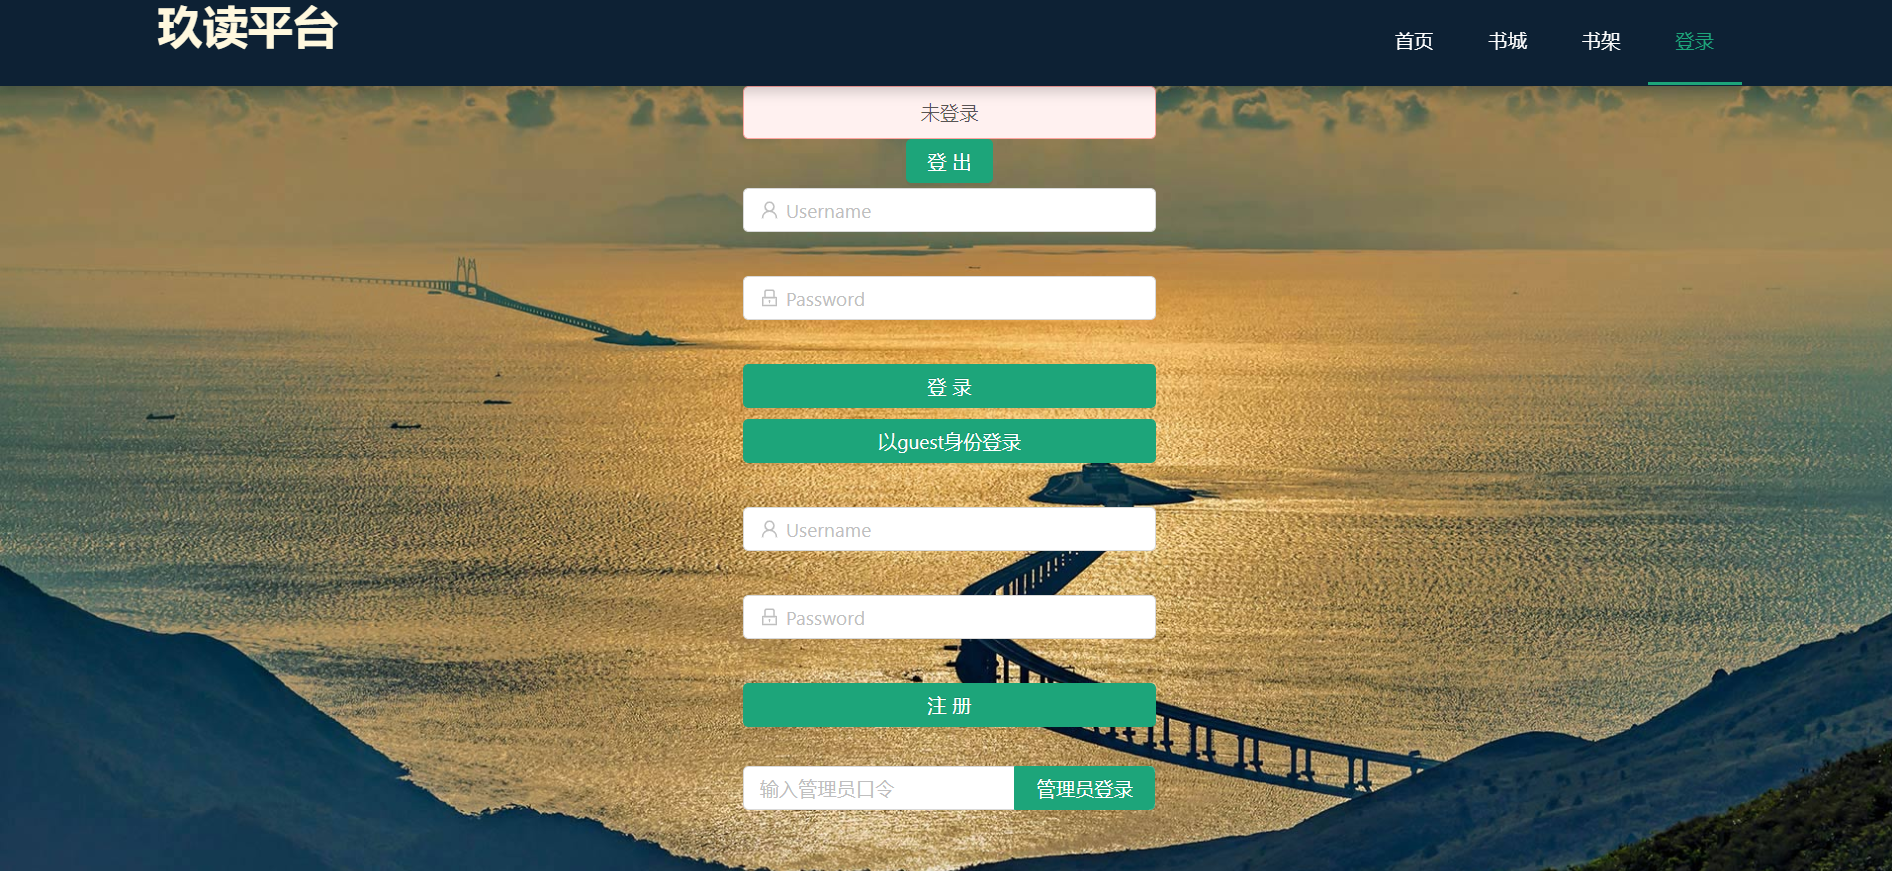 玖读平台
首页 书城 书架 登录
未登录
登 出
Username
Password
登 录
以guest身份登录
Username
Password
注 册
输入管理员口令 管理员登录